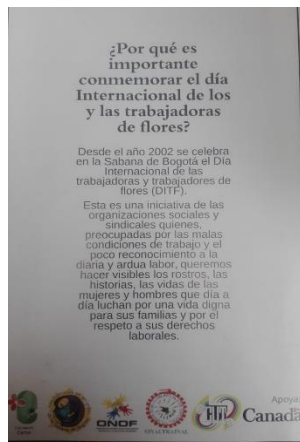 ¿Por qué es
importante
conmemorar el día
Internacional de los
y las trabajadoras
de flores?
Desde el año 2002 se celebra
en la Sabana de Bogotá el Día
Internacional de las
trabajadoras y trabajadores de
flores (DITF).
Esta es una iniciativa de las
organizaciones sociales y
sindicales quienes,
preocupadas por las malas
condiciones de trabajo y el
poco reconocimiento a la
diaria y ardua labor, queremos
hacer visibles los rostros, las
historias, las vidas de las
mujeres y hombres que día a
día luchan por una vida digna
para sus familias y por el
respeto a sus derechos
laborales.
Apoya
ONOF
Canada